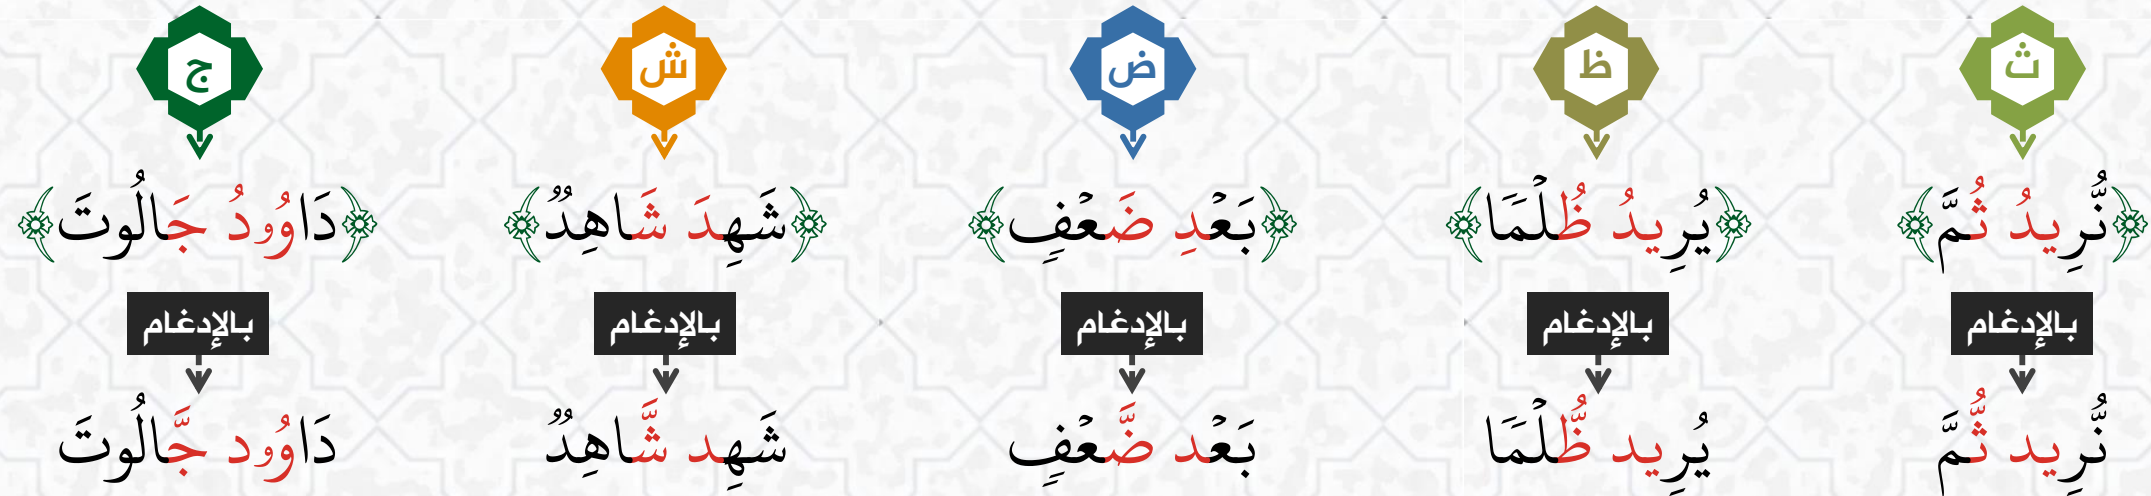 ث ظ ض ش ج
﴿نُّرِيدُ ثُمَّ﴾ ﴿يُرِيدُ ظُلۡمَۡا﴾ ﴿بَعۡدِ ضَعۡفٖ﴾ ﴿شَهِدَ شَاهِدٞ﴾ ﴿دَاوُودُ جَالُوتَ﴾
بالإدغام بالإدغام بالإدغام بالإدغام بالإدغام
نُّرِيد ثُّمَّ يُرِيد ظُّلۡمَۡا بَعۡد ضَّعۡفٖ شَهِد شَّاهِدٞ دَاوُود جَّالُوتَ